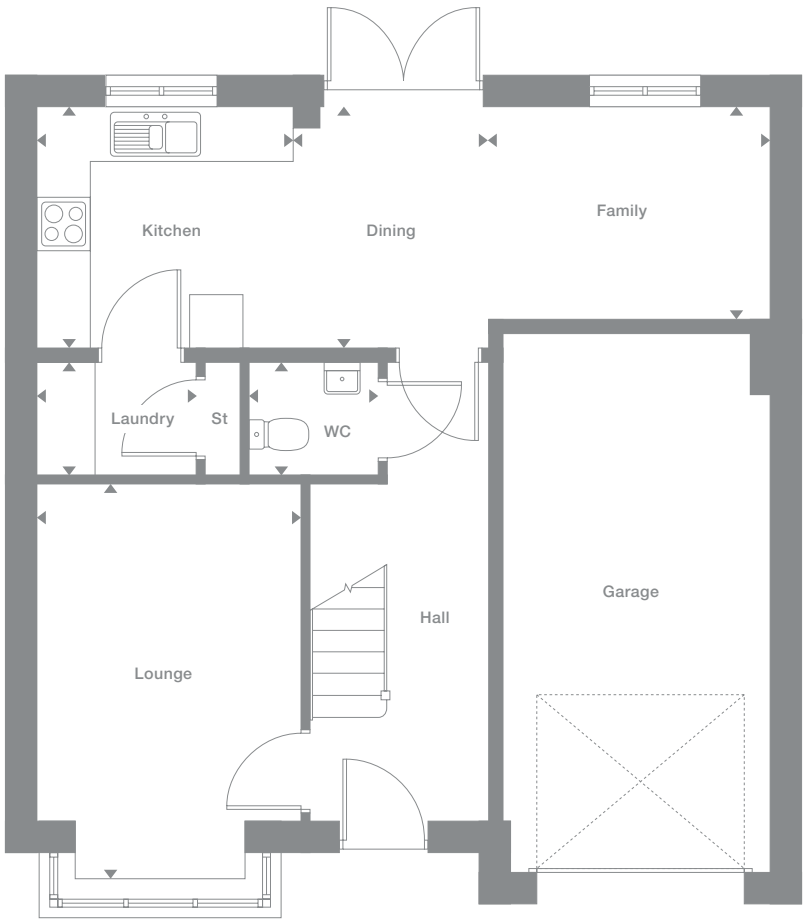 Family
Kitchen
Dining
Laundry
St
WC
Garage
Hall
Lounge